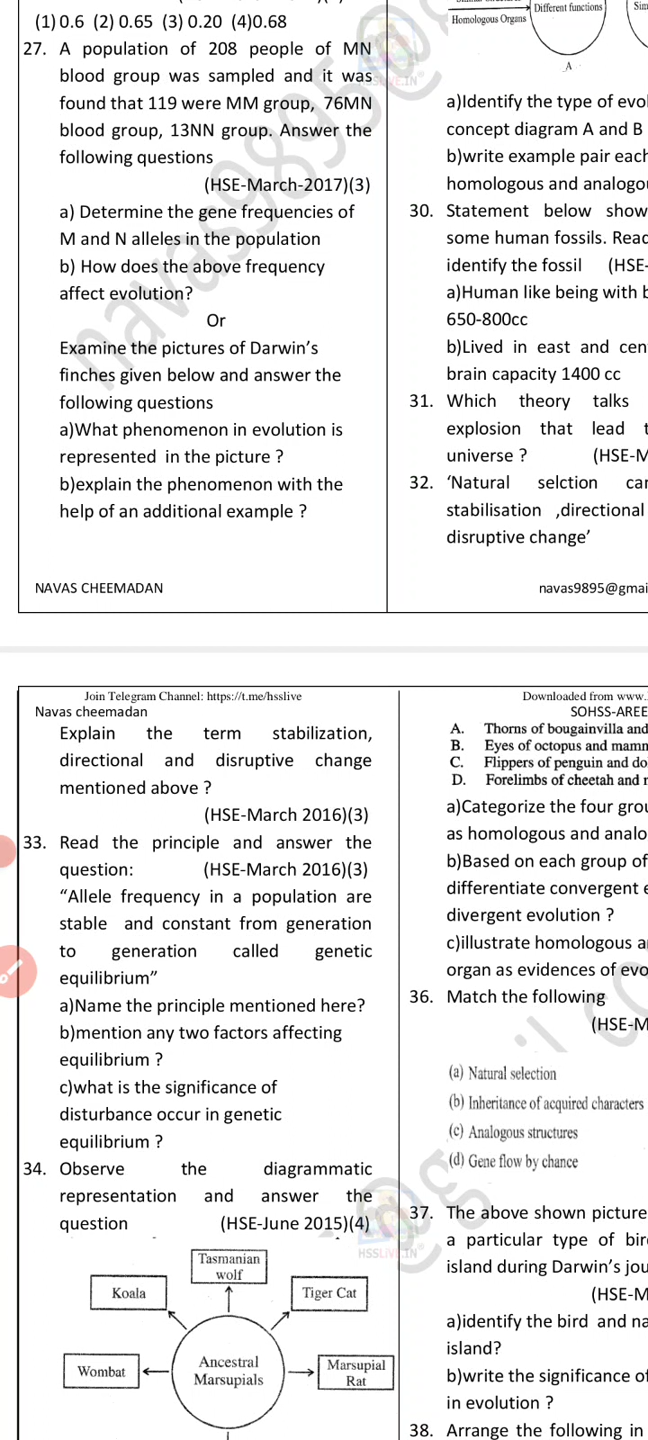 (1) 0.6 (2) 0.65 (3) 0.20 (4)0.68
27. A population of 208 people of MN
blood group was sampled and it was
found that 119 were MM group, 76MN
blood group, 13NN group. Answer the
following questions
(HSE-March-2017)(3)
a) Determine the gene frequencies of
M and N alleles in the population
b) How does the above frequency
affect evolution?
Or
Examine the pictures of Darwin's
finches given below and answer the
following questions
a)What phenomenon in evolution is
represented in the picture ?
b)explain the phenomenon with the
help of an additional example ?
Homologous Organs
Different functions
A
a)Identify the type of evol
concept diagram A and B
b)write example pair each
homologous and analogou
30. Statement below show
some human fossils. Read
identify the fossil (HSE-
a)Human like being with b
650-800cc
b)Lived in east and cen
brain capacity 1400 cc
31. Which theory talks
explosion that lead t
universe ? (HSE-M
32. 'Natural selction can
stabilisation ,directional
disruptive change'
NAVAS CHEEMADAN
navas9895@gmai
navas9895@g
Join Telegram Channel: https://t.me/hsslive
Navas cheemadan
Explain the term stabilization,
directional and disruptive change
mentioned above ?
(HSE-March 2016)(3)
33. Read the principle and answer the
question: (HSE-March 2016)(3)
"Allele frequency in a population are
stable and constant from generation
to generation called genetic
equilibrium"
a)Name the principle mentioned here?
b)mention any two factors affecting
equilibrium ?
c)what is the significance of
disturbance occur in genetic
equilibrium ?
34. Observe the diagrammatic
representation and answer the
question (HSE-June 2015)(4)
HSSLIVE.IN
Tasmanian
wolf
Koala
Tiger Cat
Wombat
Ancestral
Marsupials
Marsupial
Rat
Downloaded from www.
SOHSS-AREE
A. Thorns of bougainvilla and
B. Eyes of octopus and mamm
C. Flippers of penguin and do
D. Forelimbs of cheetah and
a)Categorize the four grou
as homologous and analo
b)Based on each group of
differentiate convergent e
divergent evolution ?
c)illustrate homologous a
organ as evidences of evo
36. Match the following
(HSE-M
(a) Natural selection
(b) Inheritance of acquired characters
(c) Analogous structures
(d) Gene flow by chance
37. The above shown picture
a particular type of bir
island during Darwin's jou
(HSE-M
a)identify the bird and na
island?
b)write the significance of
in evolution ?
38. Arrange the following in